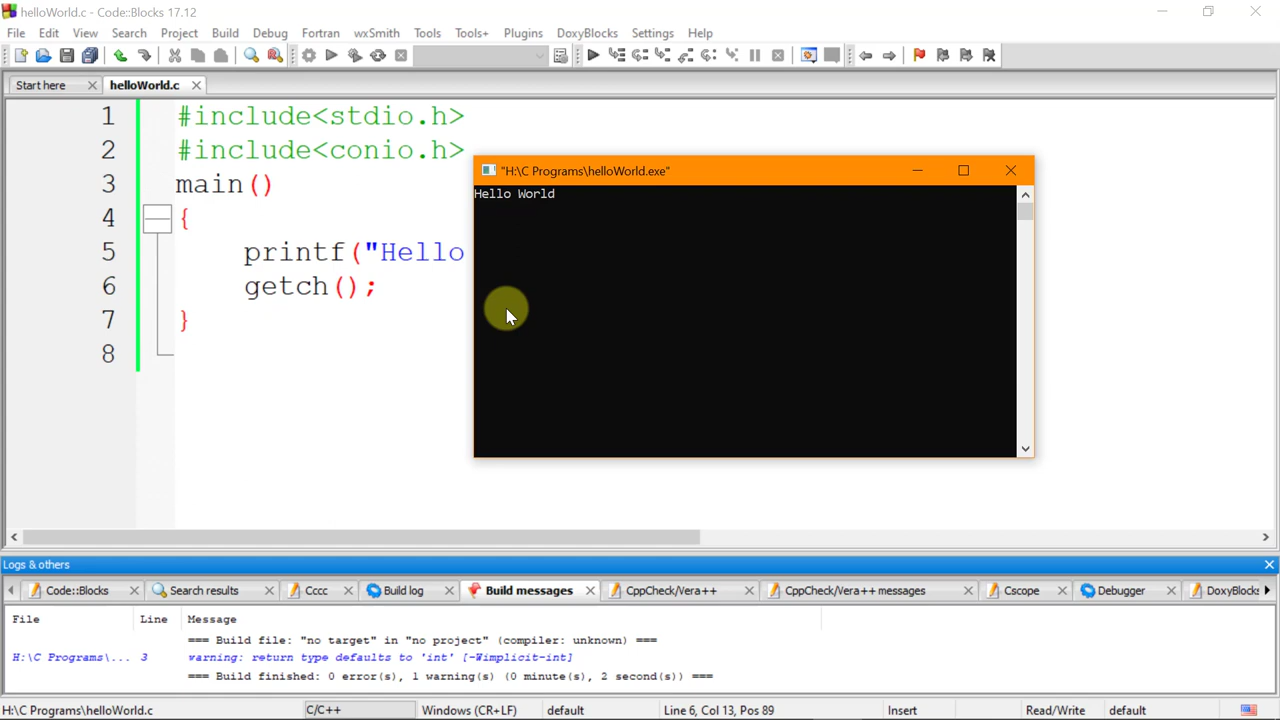 helloWorld.c - Code::Blocks 17.12
File Edit View Search Project Build Debug Fortran wxSmith Tools Tools+ Plugins DoxyBlocks Settings Help
Start here helloWorld.c
1 #include<stdio.h>
2 #include<conio.h>
3 main()
4 {
5 printf("Hello
6 getch();
7 }
8
"H:\C Programs\helloWorld.exe"
Hello World
Logs & others
Code::Blocks Search results Cccc Build log Build messages CppCheck/Vera++ CppCheck/Vera++ messages Cscope Debugger DoxyBlocks
File Line Message
=== Build file: "no target" in "no project" (compiler: unknown) ===
H:\C Programs\... 3 warning: return type defaults to 'int' [-Wimplicit-int]
=== Build finished: 0 error(s), 1 warning(s) (0 minute(s), 2 second(s)) ===
H:\C Programs\helloWorld.c C/C++ Windows (CR+LF) default Line 6, Col 13, Pos 89 Insert Read/Write default